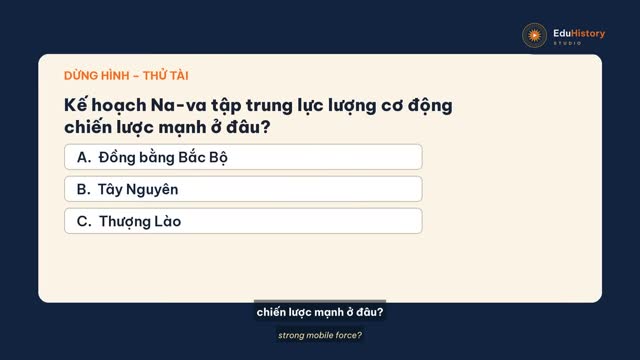 EduHistory
STUDIO
DỪNG HÌNH – THỬ TÀI
Kế hoạch Na-va tập trung lực lượng cơ động
chiến lược mạnh ở đâu?
A. Đồng bằng Bắc Bộ
B. Tây Nguyên
C. Thượng Lào
chiến lược mạnh ở đâu?
strong mobile force?